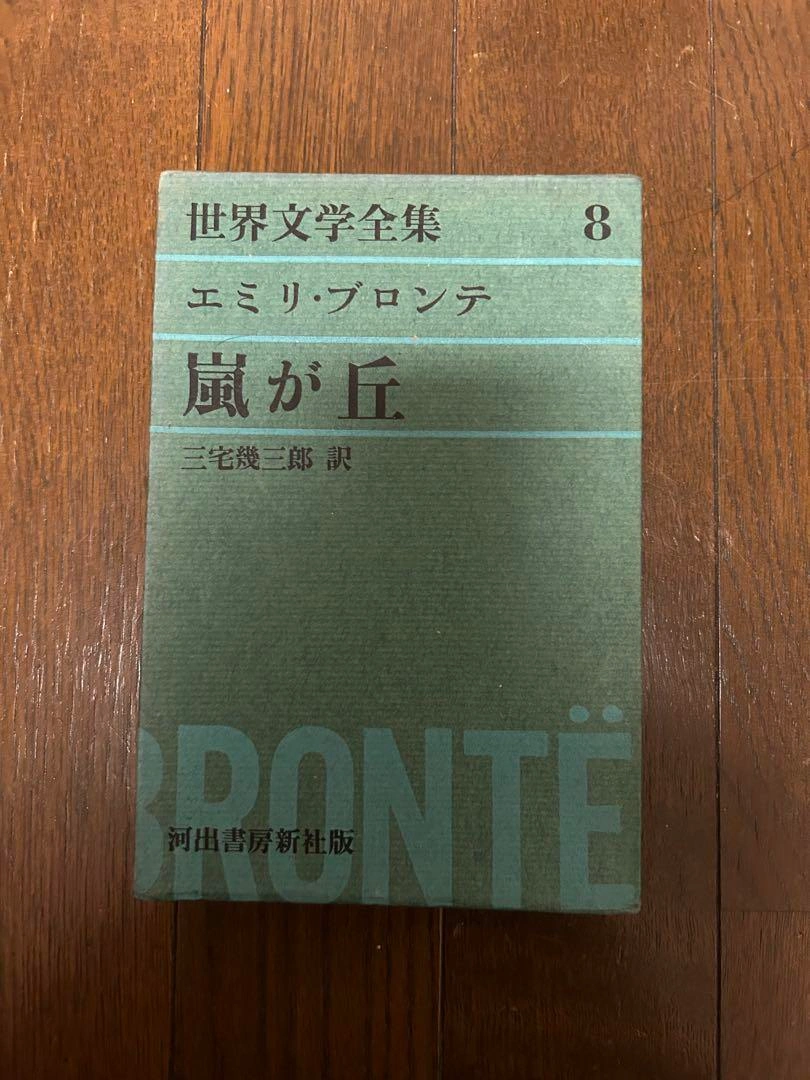 世界文学全集 8
エミリ・ブロンテ
嵐が丘
三宅幾三郎 訳
BRONTË
河出書房新社版